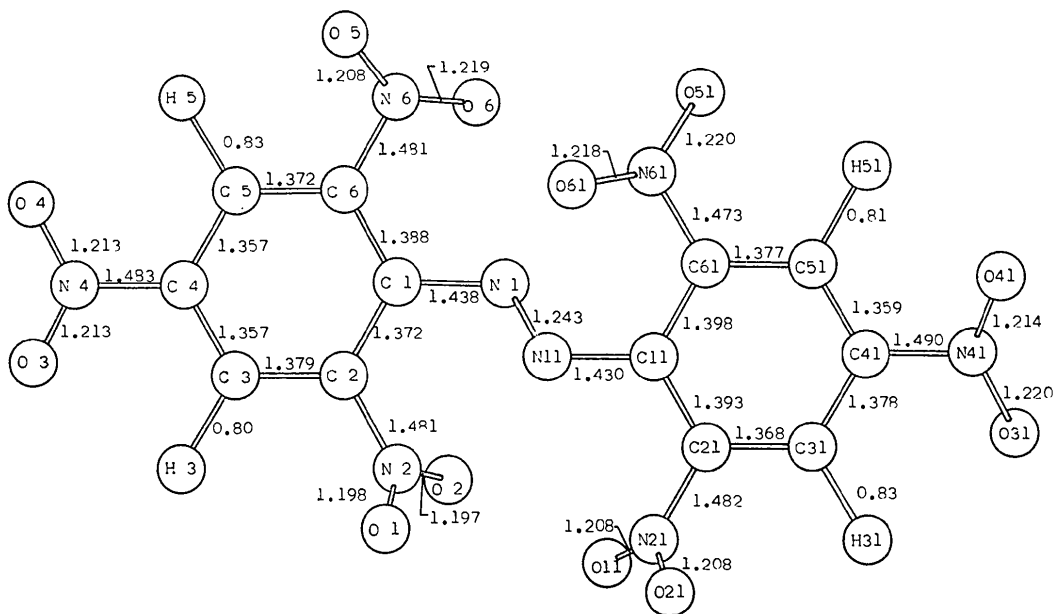 O 5
1.208
1.219
N 6
O 6
H 5
O51
1.220
0.83
1.481
1.218
N61
H51
O61
C 5
1.372
C 6
O 4
1.473
0.81
1.213
1.357
1.388
C61
1.377
C51
N 4
1.483
C 4
C 1
1.438
N 1
O41
1.213
1.243
1.398
1.359
1.214
O 3
1.357
1.372
N11
1.430
C11
C41
1.490
N41
C 3
1.379
C 2
1.393
1.378
1.220
0.80
1.481
C21
1.368
C31
O31
H 3
N 2
O 2
1.198
1.197
1.482
0.83
O 1
1.208
N21
H31
O11
1.208
O21